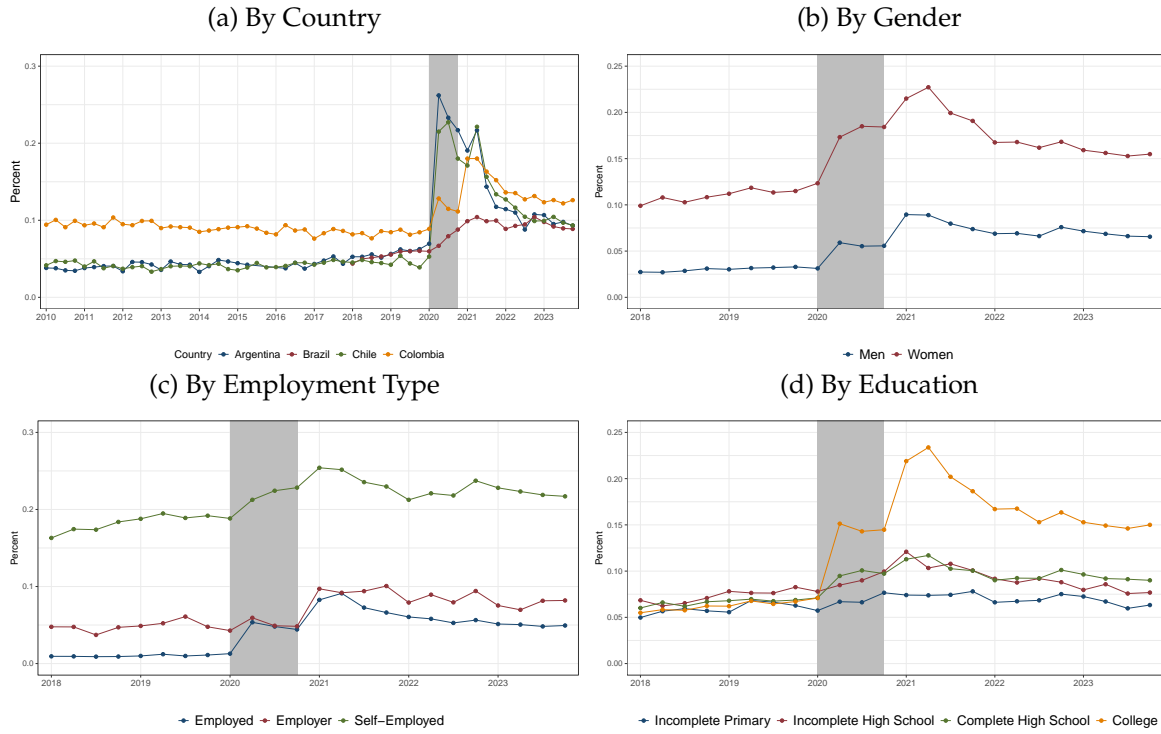 (a) By Country
Percent
0.3
0.2
0.1
0.0
2010 2011 2012 2013 2014 2015 2016 2017 2018 2019 2020 2021 2022 2023
Country Argentina Brazil Chile Colombia
(b) By Gender
Percent
0.25
0.20
0.15
0.10
0.05
0.00
2018 2019 2020 2021 2022 2023
Men Women
(c) By Employment Type
Percent
0.3
0.2
0.1
0.0
2018 2019 2020 2021 2022 2023
Employed Employer Self−Employed
(d) By Education
Percent
0.25
0.20
0.15
0.10
0.05
0.00
2018 2019 2020 2021 2022 2023
Incomplete Primary Incomplete High School Complete High School College